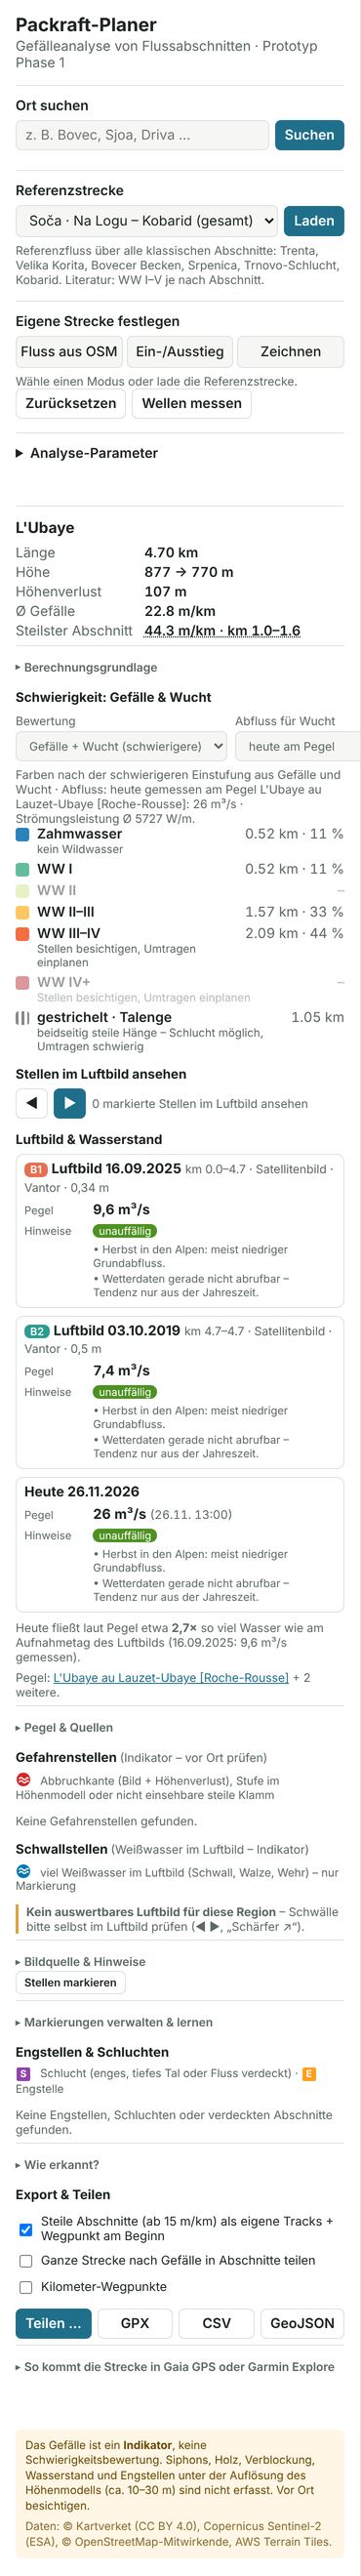 Packraft-Planer
Gefälleanalyse von Flussabschnitten · Prototyp
Phase 1
Ort suchen
z. B. Bovec, Sjoa, Driva ...
Suchen
Referenzstrecke
Soča · Na Logu – Kobarid (gesamt)
Laden
Referenzfluss über alle klassischen Abschnitte: Trenta,
Velika Korita, Bovecer Becken, Srpenica, Trnovo-Schlucht,
Kobarid. Literatur: WW I–V je nach Abschnitt.
Eigene Strecke festlegen
Fluss aus OSM
Ein-/Ausstieg
Zeichnen
Wähle einen Modus oder lade die Referenzstrecke.
Zurücksetzen
Wellen messen
▶ Analyse-Parameter
L'Ubaye
Länge 4.70 km
Höhe 877 → 770 m
Höhenverlust 107 m
Ø Gefälle 22.8 m/km
Steilster Abschnitt 44.3 m/km · km 1.0–1.6
▸ Berechnungsgrundlage
Schwierigkeit: Gefälle & Wucht
Bewertung
Abfluss für Wucht
Gefälle + Wucht (schwierigere)
heute am Pegel
Farben nach der schwierigeren Einstufung aus Gefälle und
Wucht · Abfluss: heute gemessen am Pegel L'Ubaye au
Lauzet-Ubaye [Roche-Rousse]: 26 m³/s ·
Strömungsleistung Ø 5727 W/m.
Zahmwasser 0.52 km · 11 %
kein Wildwasser
WW I 0.52 km · 11 %
WW II –
WW II–III 1.57 km · 33 %
WW III–IV 2.09 km · 44 %
Stellen besichtigen, Umtragen
einplanen
WW IV+ –
Stellen besichtigen, Umtragen einplanen
gestrichelt · Talenge 1.05 km
beidseitig steile Hänge – Schlucht möglich,
Umtragen schwierig
Stellen im Luftbild ansehen
◀ ▶ 0 markierte Stellen im Luftbild ansehen
Luftbild & Wasserstand
B1 Luftbild 16.09.2025 km 0.0–4.7 · Satellitenbild ·
Vantor · 0,34 m
Pegel 9,6 m³/s
Hinweise unauffällig
• Herbst in den Alpen: meist niedriger
Grundabfluss.
• Wetterdaten gerade nicht abrufbar –
Tendenz nur aus der Jahreszeit.
B2 Luftbild 03.10.2019 km 4.7–4.7 · Satellitenbild ·
Vantor · 0,5 m
Pegel 7,4 m³/s
Hinweise unauffällig
• Herbst in den Alpen: meist niedriger
Grundabfluss.
• Wetterdaten gerade nicht abrufbar –
Tendenz nur aus der Jahreszeit.
Heute 26.11.2026
Pegel 26 m³/s (26.11. 13:00)
Hinweise unauffällig
• Herbst in den Alpen: meist niedriger
Grundabfluss.
• Wetterdaten gerade nicht abrufbar –
Tendenz nur aus der Jahreszeit.
Heute fließt laut Pegel etwa 2,7× so viel Wasser wie am
Aufnahmetag des Luftbilds (16.09.2025: 9,6 m³/s
gemessen).
Pegel: L'Ubaye au Lauzet-Ubaye [Roche-Rousse] + 2
weitere.
▸ Pegel & Quellen
Gefahrenstellen (Indikator – vor Ort prüfen)
Abbruchkante (Bild + Höhenverlust), Stufe im
Höhenmodell oder nicht einsehbare steile Klamm
Keine Gefahrenstellen gefunden.
Schwallstellen (Weißwasser im Luftbild – Indikator)
viel Weißwasser im Luftbild (Schwall, Walze, Wehr) – nur
Markierung
Kein auswertbares Luftbild für diese Region – Schwälle
bitte selbst im Luftbild prüfen (◀ ▶, „Schärfer ↗").
▸ Bildquelle & Hinweise
Stellen markieren
▸ Markierungen verwalten & lernen
Engstellen & Schluchten
S Schlucht (enges, tiefes Tal oder Fluss verdeckt) · E
Engstelle
Keine Engstellen, Schluchten oder verdeckten Abschnitte
gefunden.
▸ Wie erkannt?
Export & Teilen
Steile Abschnitte (ab 15 m/km) als eigene Tracks +
Wegpunkt am Beginn
Ganze Strecke nach Gefälle in Abschnitte teilen
Kilometer-Wegpunkte
Teilen ...
GPX
CSV
GeoJSON
▸ So kommt die Strecke in Gaia GPS oder Garmin Explore
Das Gefälle ist ein Indikator, keine
Schwierigkeitsbewertung. Siphons, Holz, Verblockung,
Wasserstand und Engstellen unter der Auflösung des
Höhenmodells (ca. 10–30 m) sind nicht erfasst. Vor Ort
besichtigen.
Daten: © Kartverket (CC BY 4.0), Copernicus Sentinel-2
(ESA), © OpenStreetMap-Mitwirkende, AWS Terrain Tiles.